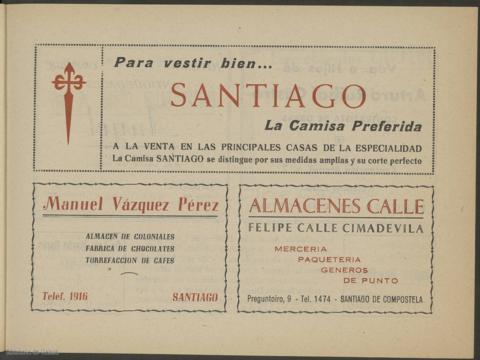 Para vestir bien...
SANTIAGO
La Camisa Preferida
A LA VENTA EN LAS PRINCIPALES CASAS DE LA ESPECIALIDAD
La Camisa SANTIAGO se distingue por sus medidas amplias y su corte perfecto
Manuel Vázquez Pérez
ALMACEN DE COLONIALES
FABRICA DE CHOCOLATES
TORREFACCION DE CAFES
Telef. 1916 SANTIAGO
ALMACENES CALLE
FELIPE CALLE CIMADEVILA
MERCERIA
PAQUETERIA
GENEROS
DE PUNTO
Preguntoiro, 9 - Tel. 1474 - SANTIAGO DE COMPOSTELA